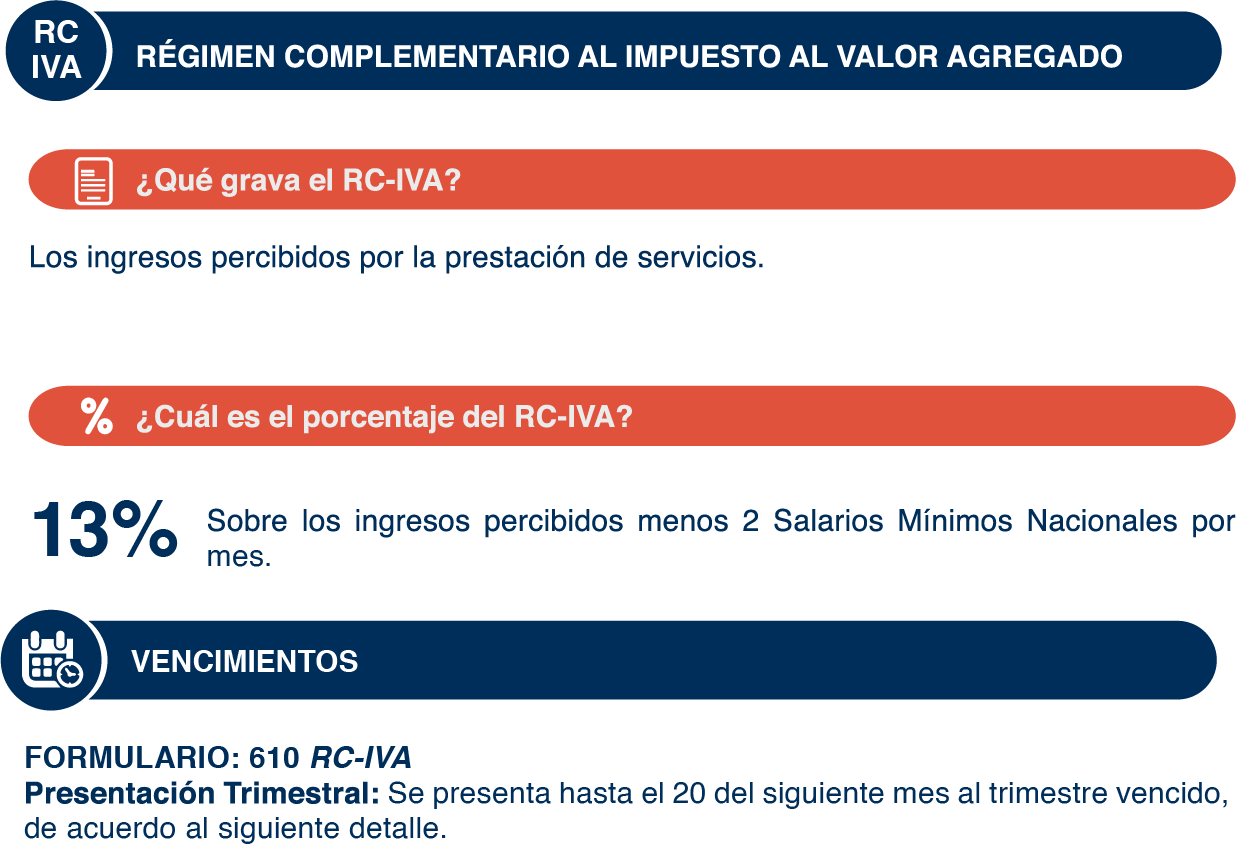 RC
IVA
RÉGIMEN COMPLEMENTARIO AL IMPUESTO AL VALOR AGREGADO
¿Qué grava el RC-IVA?
Los ingresos percibidos por la prestación de servicios.
% ¿Cuál es el porcentaje del RC-IVA?
13%
Sobre los ingresos percibidos menos 2 Salarios Mínimos Nacionales por
mes.
VENCIMIENTOS
FORMULARIO: 610 RC-IVA
Presentación Trimestral: Se presenta hasta el 20 del siguiente mes al trimestre vencido,
de acuerdo al siguiente detalle.